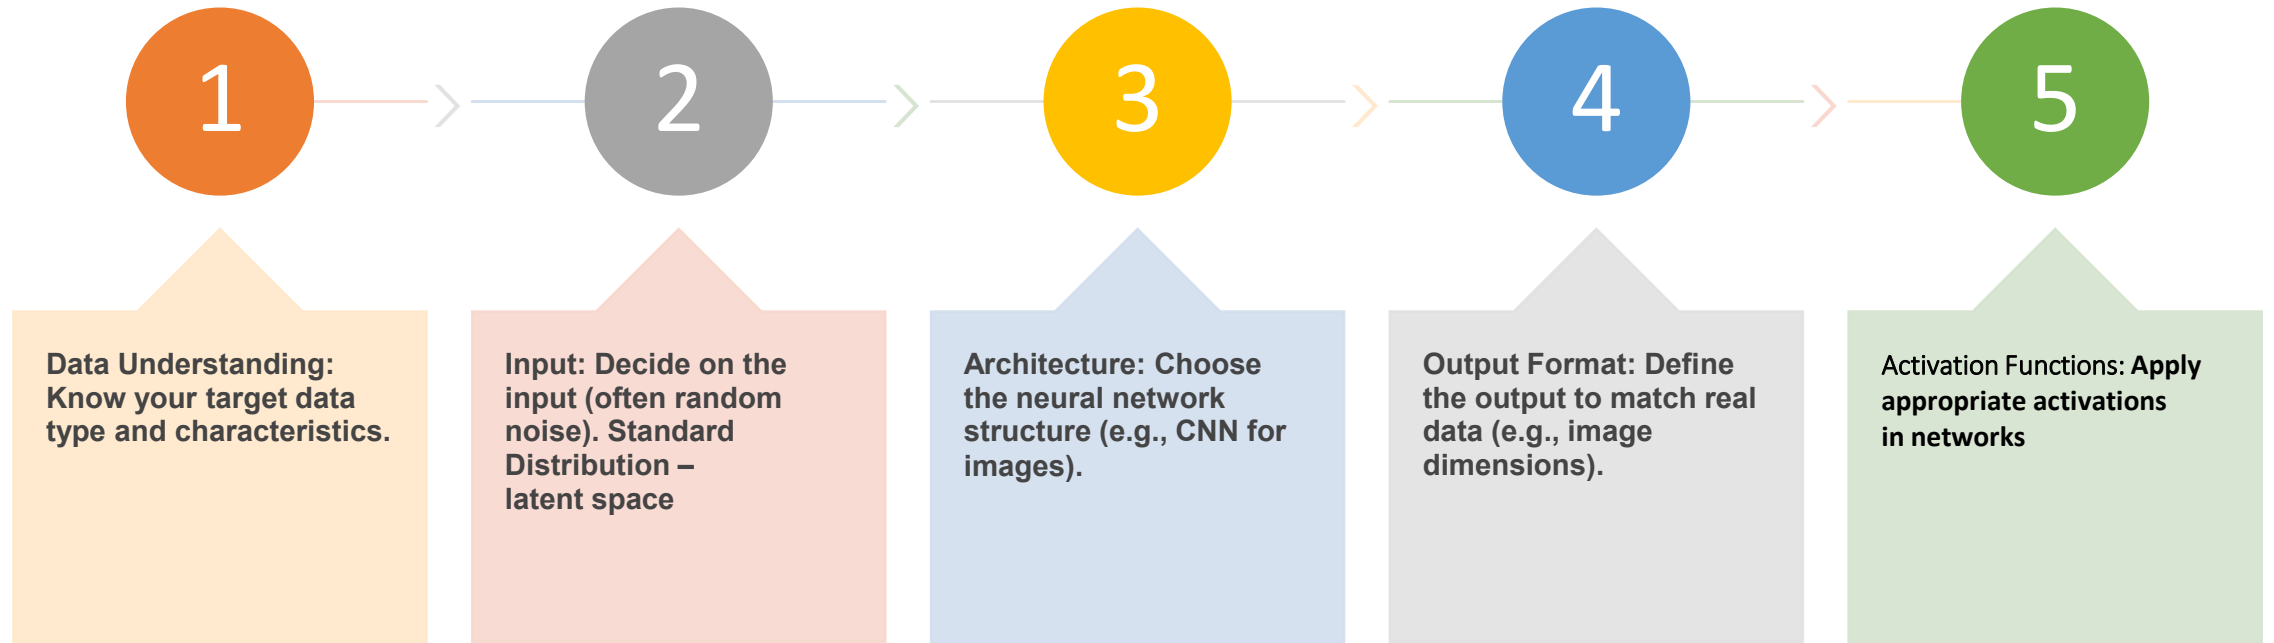 1
2
3
4
5
Data Understanding:
Know your target data
type and characteristics.
Input: Decide on the
input (often random
noise). Standard
Distribution –
latent space
Architecture: Choose
the neural network
structure (e.g., CNN for
images).
Output Format: Define
the output to match real
data (e.g., image
dimensions).
Activation Functions: Apply
appropriate activations
in networks